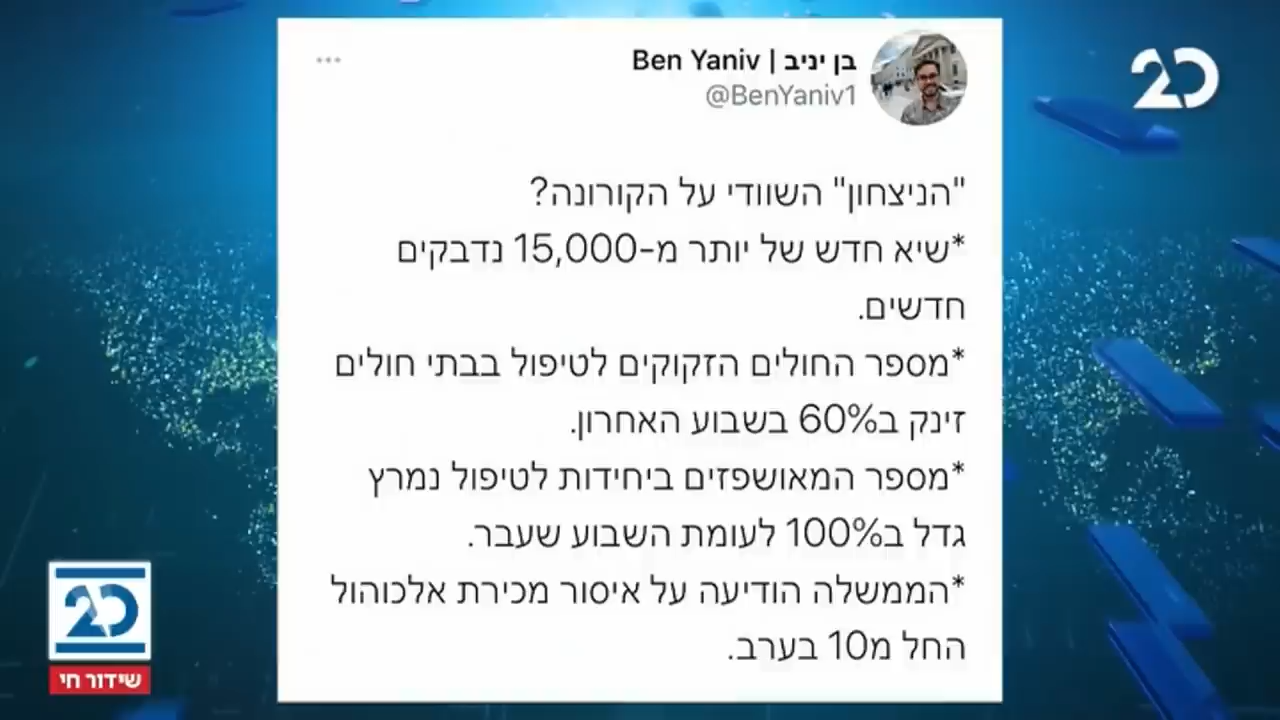 בן יניב | Ben Yaniv
@BenYaniv1
20
"הניצחון" השוודי על הקורונה?
*שיא חדש של יותר מ-15,000 נדבקים
חדשים.
*מספר החולים הזקוקים לטיפול בבתי חולים
זינק ב60% בשבוע האחרון.
*מספר המאושפזים ביחידות לטיפול נמרץ
גדל ב100% לעומת השבוע שעבר.
*הממשלה הודיעה על איסור מכירת אלכוהול
החל מ10 בערב.
20
שידור חי